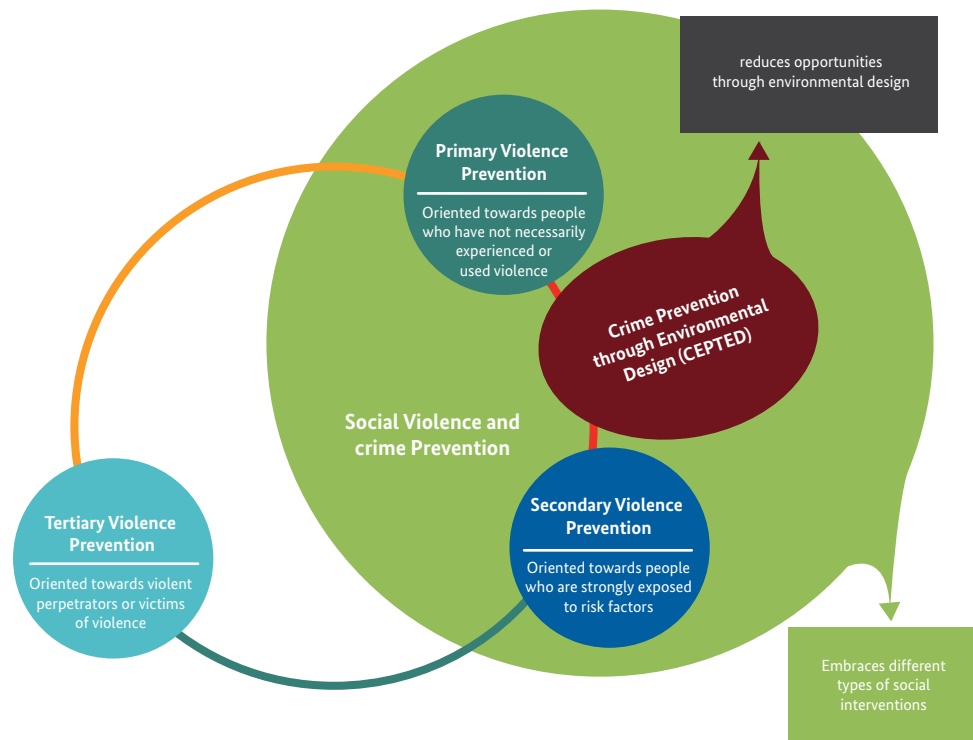 reduces opportunities
through environmental design
Primary Violence
Prevention
Oriented towards people
who have not necessarily
experienced or
used violence
Crime Prevention
through Environmental
Design (CEPTED)
Social Violence and
crime Prevention
Secondary Violence
Prevention
Oriented towards people
who are strongly exposed
to risk factors
Tertiary Violence
Prevention
Oriented towards violent
perpetrators or victims
of violence
Embraces different
types of social
interventions